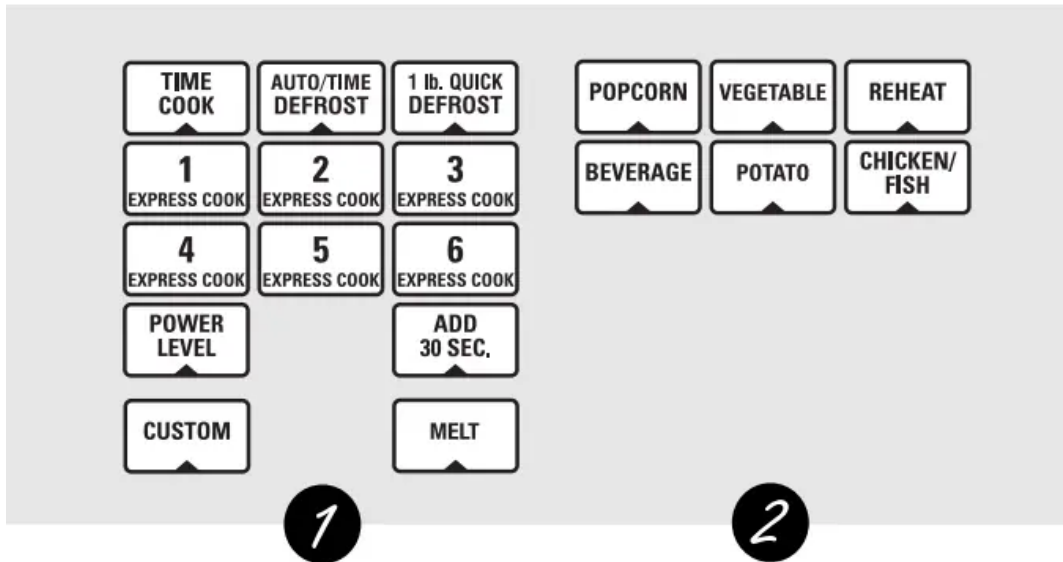 TIME
COOK
AUTO/TIME
DEFROST
1 lb. QUICK
DEFROST
1
EXPRESS COOK
2
EXPRESS COOK
3
EXPRESS COOK
4
EXPRESS COOK
5
EXPRESS COOK
6
EXPRESS COOK
POWER
LEVEL
ADD
30 SEC.
CUSTOM
MELT
1
POPCORN
VEGETABLE
REHEAT
BEVERAGE
POTATO
CHICKEN/
FISH
2